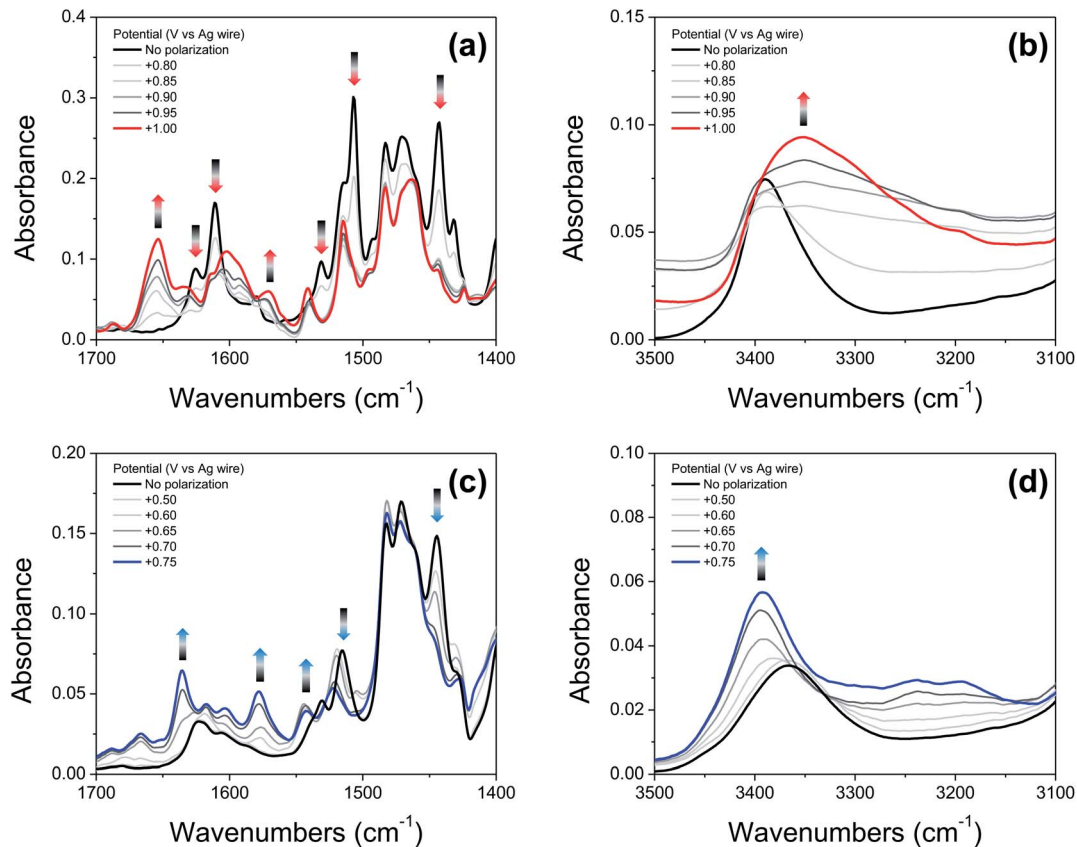 (a)
Potential (V vs Ag wire)
No polarization
+0.80
+0.85
+0.90
+0.95
+1.00
0.4
0.3
0.2
0.1
0.0
Absorbance
1700
1600
1500
1400
Wavenumbers (cm⁻¹)
(b)
Potential (V vs Ag wire)
No polarization
+0.80
+0.85
+0.90
+0.95
+1.00
0.15
0.10
0.05
0.00
Absorbance
3500
3400
3300
3200
3100
Wavenumbers (cm⁻¹)
(c)
Potential (V vs Ag wire)
No polarization
+0.50
+0.60
+0.65
+0.70
+0.75
0.20
0.15
0.10
0.05
0.00
Absorbance
1700
1600
1500
1400
Wavenumbers (cm⁻¹)
(d)
Potential (V vs Ag wire)
No polarization
+0.50
+0.60
+0.65
+0.70
+0.75
0.10
0.08
0.06
0.04
0.02
0.00
Absorbance
3500
3400
3300
3200
3100
Wavenumbers (cm⁻¹)